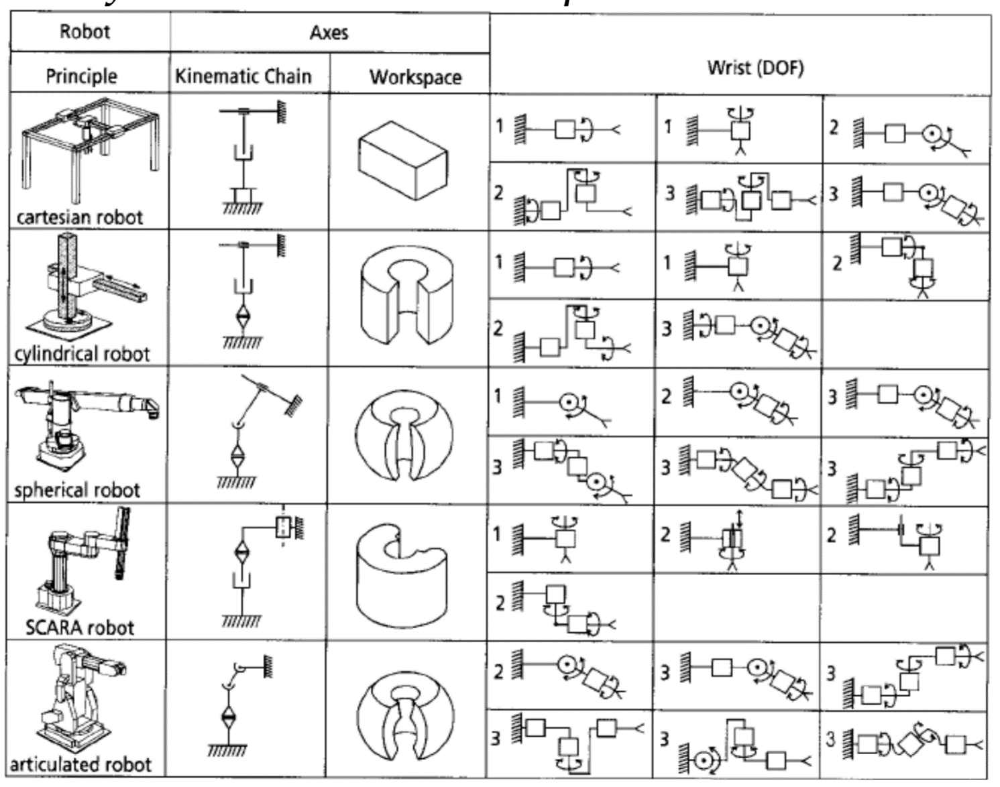 Robot
Axes
Wrist (DOF)
Principle
Kinematic Chain
Workspace
cartesian robot
1
1
2
2
3
3
cylindrical robot
1
1
2
2
3
spherical robot
1
2
3
3
3
3
SCARA robot
1
2
2
2
articulated robot
2
3
3
3
3
3